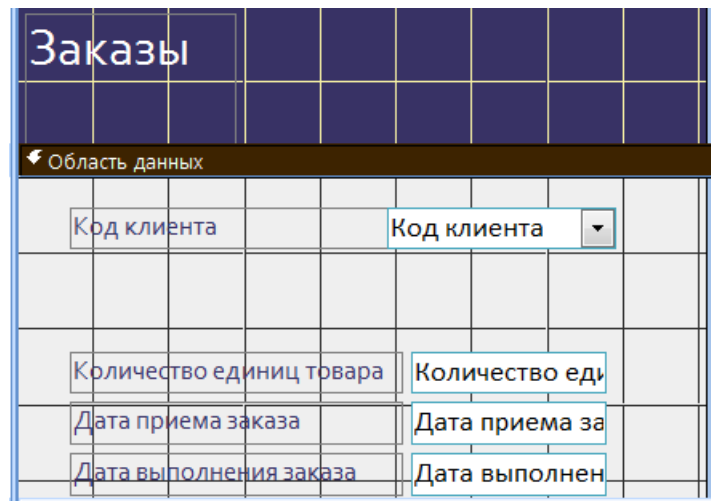 Заказы
Область данных
Код клиента Код клиента
Количество единиц товара Количество еди
Дата приема заказа Дата приема за
Дата выполнения заказа Дата выполнен